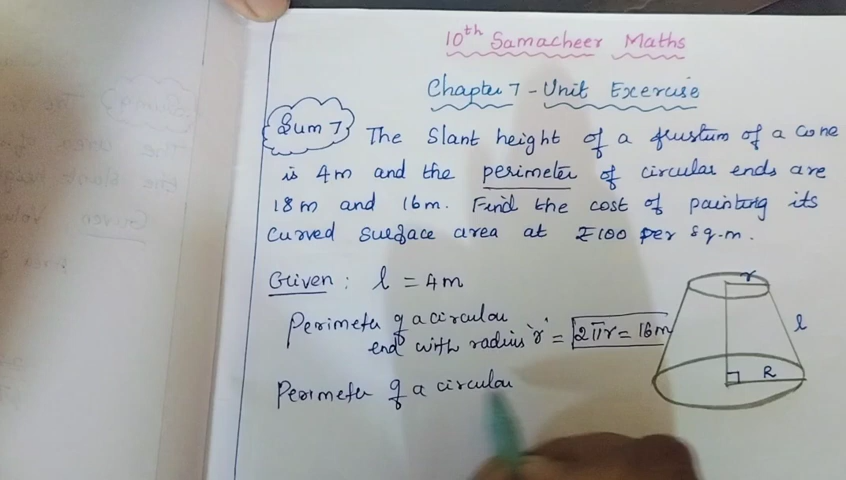 10th Samacheer Maths
Chapter 7 - Unit Exercise
Sum 7 The Slant height of a frustum of a cone
is 4m and the perimeter of circular ends are
18m and 16m. Find the cost of painting its
curved surface area at ₹100 per sq.m.
Given : l = 4m
r
Perimeter of a circular
end with radius 'r' = 2πr = 16m
l
R
Perimeter of a circular